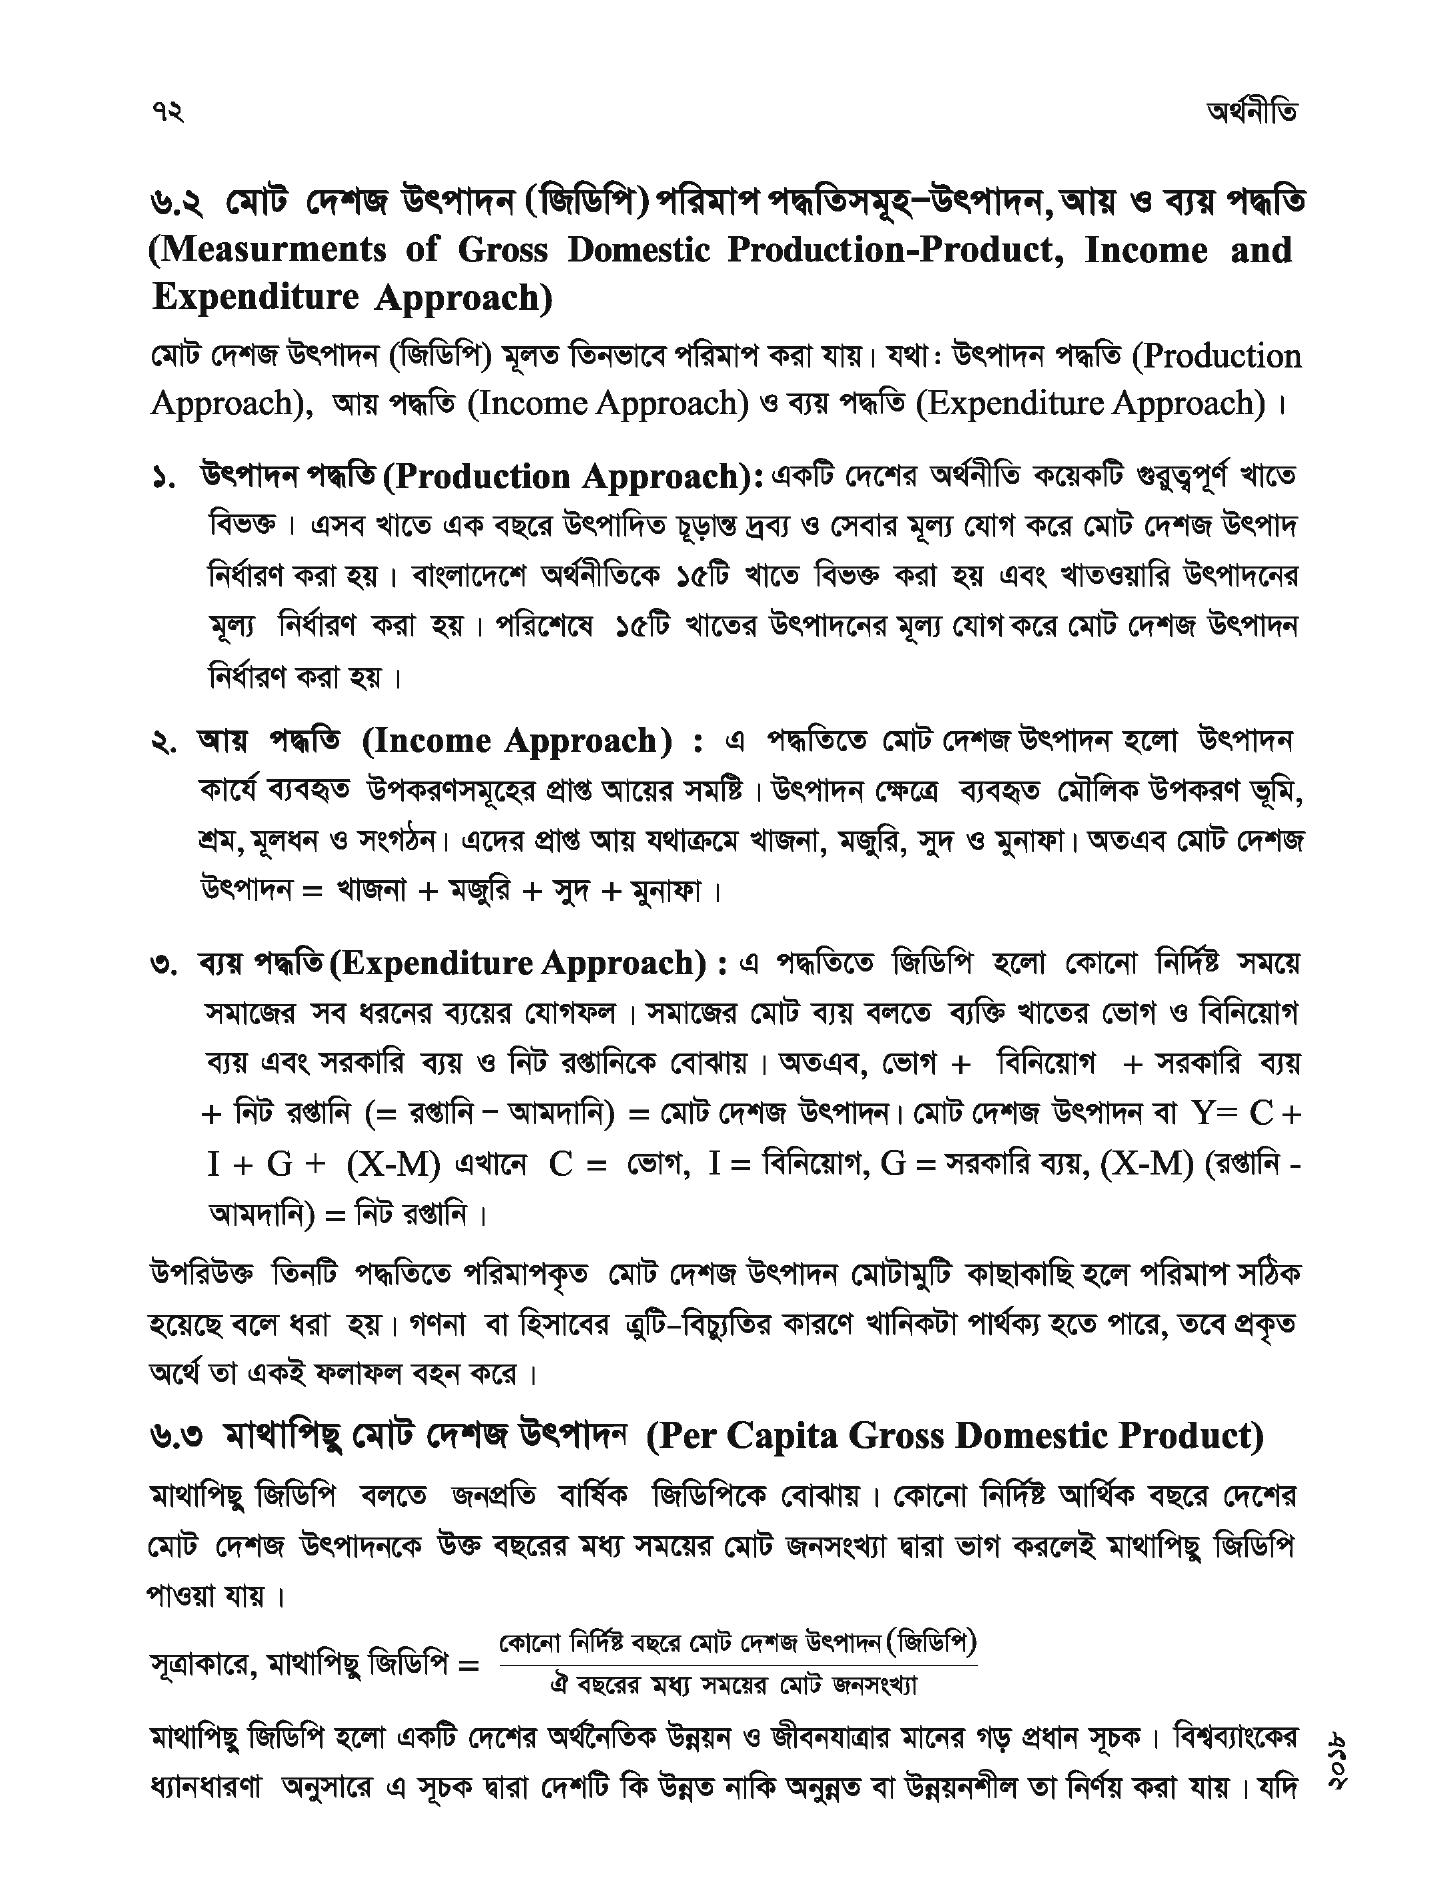 ৭২ অর্থনীতি
৬.২ মোট দেশজ উৎপাদন (জিডিপি) পরিমাপ পদ্ধতিসমূহ–উৎপাদন, আয় ও ব্যয় পদ্ধতি
(Measurments of Gross Domestic Production-Product, Income and
Expenditure Approach)
মোট দেশজ উৎপাদন (জিডিপি) মূলত তিনভাবে পরিমাপ করা যায়। যথা: উৎপাদন পদ্ধতি (Production
Approach), আয় পদ্ধতি (Income Approach) ও ব্যয় পদ্ধতি (Expenditure Approach) ।
১. উৎপাদন পদ্ধতি (Production Approach): একটি দেশের অর্থনীতি কয়েকটি গুরুত্বপূর্ণ খাতে
বিভক্ত । এসব খাতে এক বছরে উৎপাদিত চূড়ান্ত দ্রব্য ও সেবার মূল্য যোগ করে মোট দেশজ উৎপাদ
নির্ধারণ করা হয় । বাংলাদেশে অর্থনীতিকে ১৫টি খাতে বিভক্ত করা হয় এবং খাতওয়ারি উৎপাদনের
মূল্য নির্ধারণ করা হয় । পরিশেষে ১৫টি খাতের উৎপাদনের মূল্য যোগ করে মোট দেশজ উৎপাদন
নির্ধারণ করা হয় ।
২. আয় পদ্ধতি (Income Approach) : এ পদ্ধতিতে মোট দেশজ উৎপাদন হলো উৎপাদন
কার্যে ব্যবহৃত উপকরণসমূহের প্রাপ্ত আয়ের সমষ্টি । উৎপাদন ক্ষেত্রে ব্যবহৃত মৌলিক উপকরণ ভূমি,
শ্রম, মূলধন ও সংগঠন। এদের প্রাপ্ত আয় যথাক্রমে খাজনা, মজুরি, সুদ ও মুনাফা। অতএব মোট দেশজ
উৎপাদন = খাজনা + মজুরি + সুদ + মুনাফা ।
৩. ব্যয় পদ্ধতি (Expenditure Approach) : এ পদ্ধতিতে জিডিপি হলো কোনো নির্দিষ্ট সময়ে
সমাজের সব ধরনের ব্যয়ের যোগফল । সমাজের মোট ব্যয় বলতে ব্যক্তি খাতের ভোগ ও বিনিয়োগ
ব্যয় এবং সরকারি ব্যয় ও নিট রপ্তানিকে বোঝায় । অতএব, ভোগ + বিনিয়োগ + সরকারি ব্যয়
+ নিট রপ্তানি (= রপ্তানি – আমদানি) = মোট দেশজ উৎপাদন। মোট দেশজ উৎপাদন বা Y= C +
I + G + (X-M) এখানে C = ভোগ, I = বিনিয়োগ, G = সরকারি ব্যয়, (X-M) (রপ্তানি -
আমদানি) = নিট রপ্তানি ।
উপরিউক্ত তিনটি পদ্ধতিতে পরিমাপকৃত মোট দেশজ উৎপাদন মোটামুটি কাছাকাছি হলে পরিমাপ সঠিক
হয়েছে বলে ধরা হয় । গণনা বা হিসাবের ত্রুটি–বিচ্যুতির কারণে খানিকটা পার্থক্য হতে পারে, তবে প্রকৃত
অর্থে তা একই ফলাফল বহন করে ।
৬.৩ মাথাপিছু মোট দেশজ উৎপাদন (Per Capita Gross Domestic Product)
মাথাপিছু জিডিপি বলতে জনপ্রতি বার্ষিক জিডিপিকে বোঝায় । কোনো নির্দিষ্ট আর্থিক বছরে দেশের
মোট দেশজ উৎপাদনকে উক্ত বছরের মধ্য সময়ের মোট জনসংখ্যা দ্বারা ভাগ করলেই মাথাপিছু জিডিপি
পাওয়া যায় ।
সূত্রাকারে, মাথাপিছু জিডিপি = কোনো নির্দিষ্ট বছরে মোট দেশজ উৎপাদন (জিডিপি)
ঐ বছরের মধ্য সময়ের মোট জনসংখ্যা
মাথাপিছু জিডিপি হলো একটি দেশের অর্থনৈতিক উন্নয়ন ও জীবনযাত্রার মানের গড় প্রধান সূচক । বিশ্বব্যাংকের
ধ্যানধারণা অনুসারে এ সূচক দ্বারা দেশটি কি উন্নত নাকি অনুন্নত বা উন্নয়নশীল তা নির্ণয় করা যায় । যদি
২০১৮